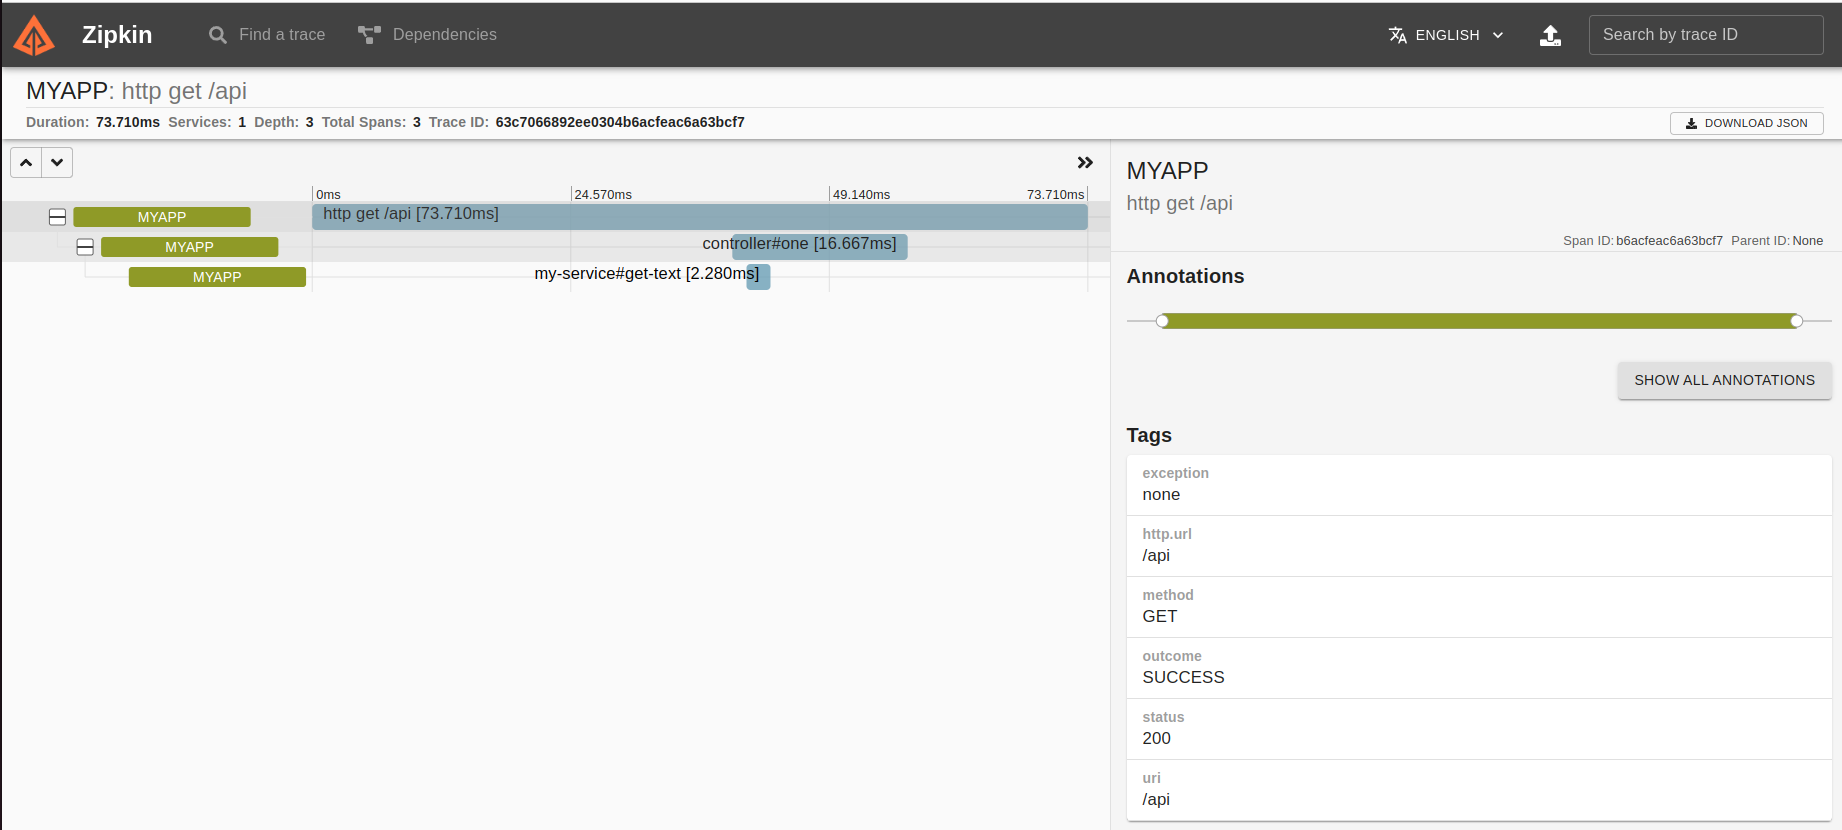 Zipkin Find a trace Dependencies ENGLISH Search by trace ID
MYAPP: http get /api
Duration: 73.710ms Services: 1 Depth: 3 Total Spans: 3 Trace ID: 63c7066892ee0304b6acfeac6a63bcf7
DOWNLOAD JSON
0ms 24.570ms 49.140ms 73.710ms
MYAPP http get /api [73.710ms]
MYAPP controller#one [16.667ms]
MYAPP my-service#get-text [2.280ms]
MYAPP
http get /api
Span ID: b6acfeac6a63bcf7 Parent ID: None
Annotations
SHOW ALL ANNOTATIONS
Tags
exception
none
http.url
/api
method
GET
outcome
SUCCESS
status
200
uri
/api